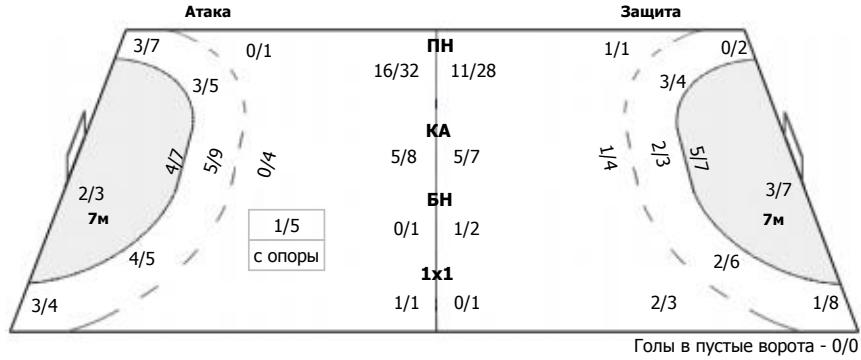 Атака Защита
3/7 0/1 ПН 1/1 0/2
3/5 16/32 11/28 3/4
КА
4/7 5/9 0/4 5/8 5/7 1/4 2/3 5/7
2/3 БН 3/7
7м 1/5 0/1 1/2 7м
4/5 с опоры 2/6
1x1
3/4 1/1 0/1 2/3 1/8
Голы в пустые ворота - 0/0